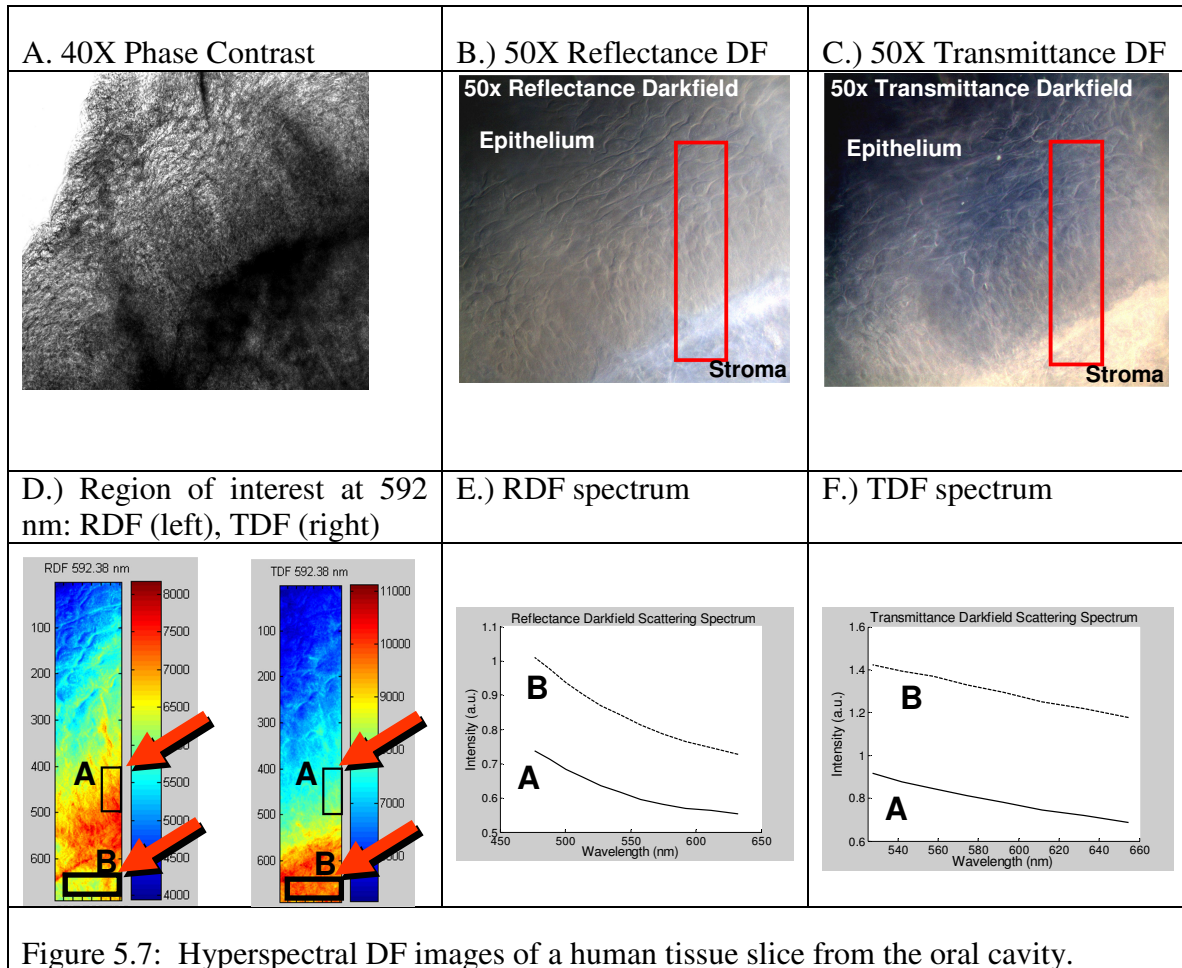 A. 40X Phase Contrast
B.) 50X Reflectance DF
C.) 50X Transmittance DF
50x Reflectance Darkfield
Epithelium
Stroma
50x Transmittance Darkfield
Epithelium
Stroma
D.) Region of interest at 592
nm: RDF (left), TDF (right)
E.) RDF spectrum
F.) TDF spectrum
RDF 592.38 nm
100
200
300
400
500
600
A
B
8000
7500
7000
6500
6000
5500
5000
4500
4000
TDF 592.38 nm
100
200
300
400
500
600
A
B
11000
10000
9000
8000
7000
Reflectance Darkfield Scattering Spectrum
Intensity (a.u.)
1.1
1
0.9
0.8
0.7
0.6
0.5
B
A
450 500 550 600 650
Wavelength (nm)
Transmittance Darkfield Scattering Spectrum
Intensity (a.u.)
1.6
1.4
1.2
1
0.8
0.6
B
A
540 560 580 600 620 640 660
Wavelength (nm)
Figure 5.7: Hyperspectral DF images of a human tissue slice from the oral cavity.